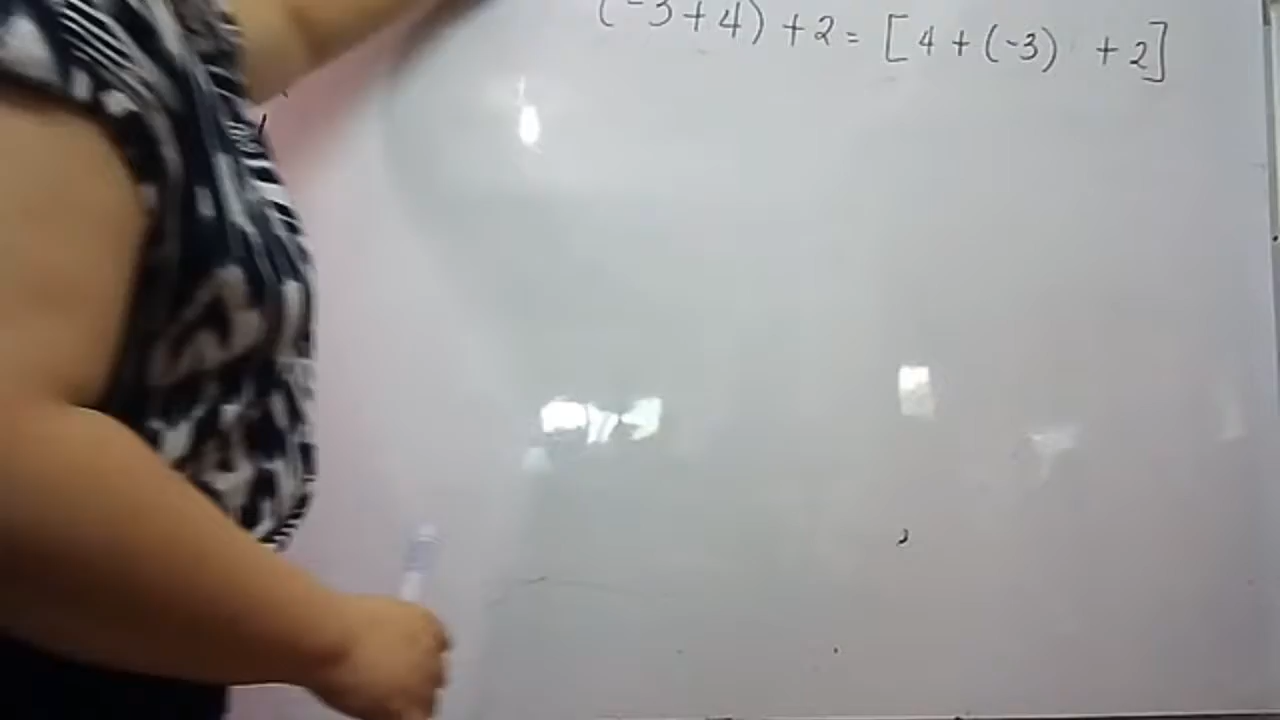 (-3+4) +2 = [4 + (-3) +2]